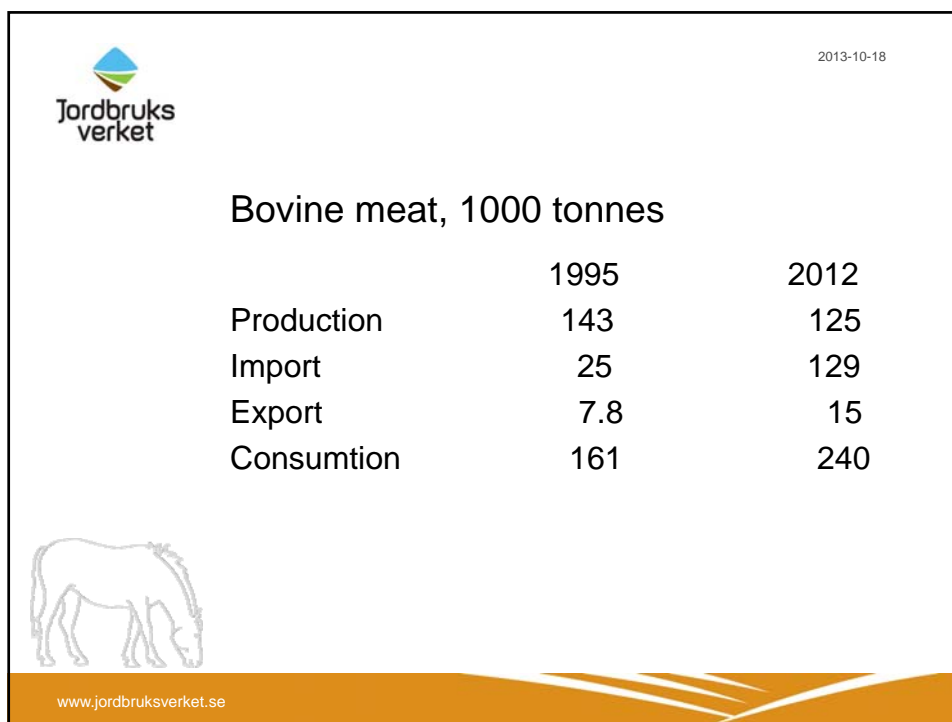 Jordbruks
verket
2013-10-18
Bovine meat, 1000 tonnes
1995 2012
Production 143 125
Import 25 129
Export 7.8 15
Consumtion 161 240
www.jordbruksverket.se